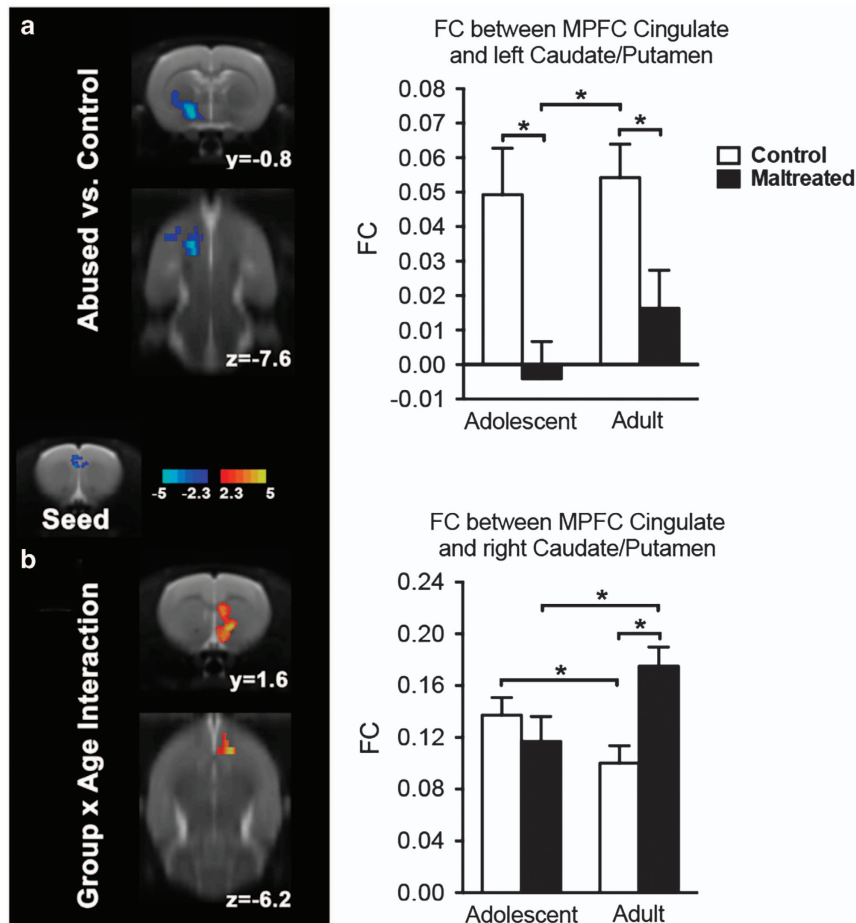 a
Abused vs. Control
y=-0.8
z=-7.6
FC between MPFC Cingulate
and left Caudate/Putamen
0.08
0.07
0.06
0.05
0.04
0.03
0.02
0.01
0.00
-0.01
FC
*
*
*
Adolescent
Adult
Control
Maltreated
Seed
-5
-2.3
2.3
5
b
Group x Age Interaction
y=1.6
z=-6.2
FC between MPFC Cingulate
and right Caudate/Putamen
0.24
0.20
0.16
0.12
0.08
0.04
0.00
FC
*
*
*
Adolescent
Adult